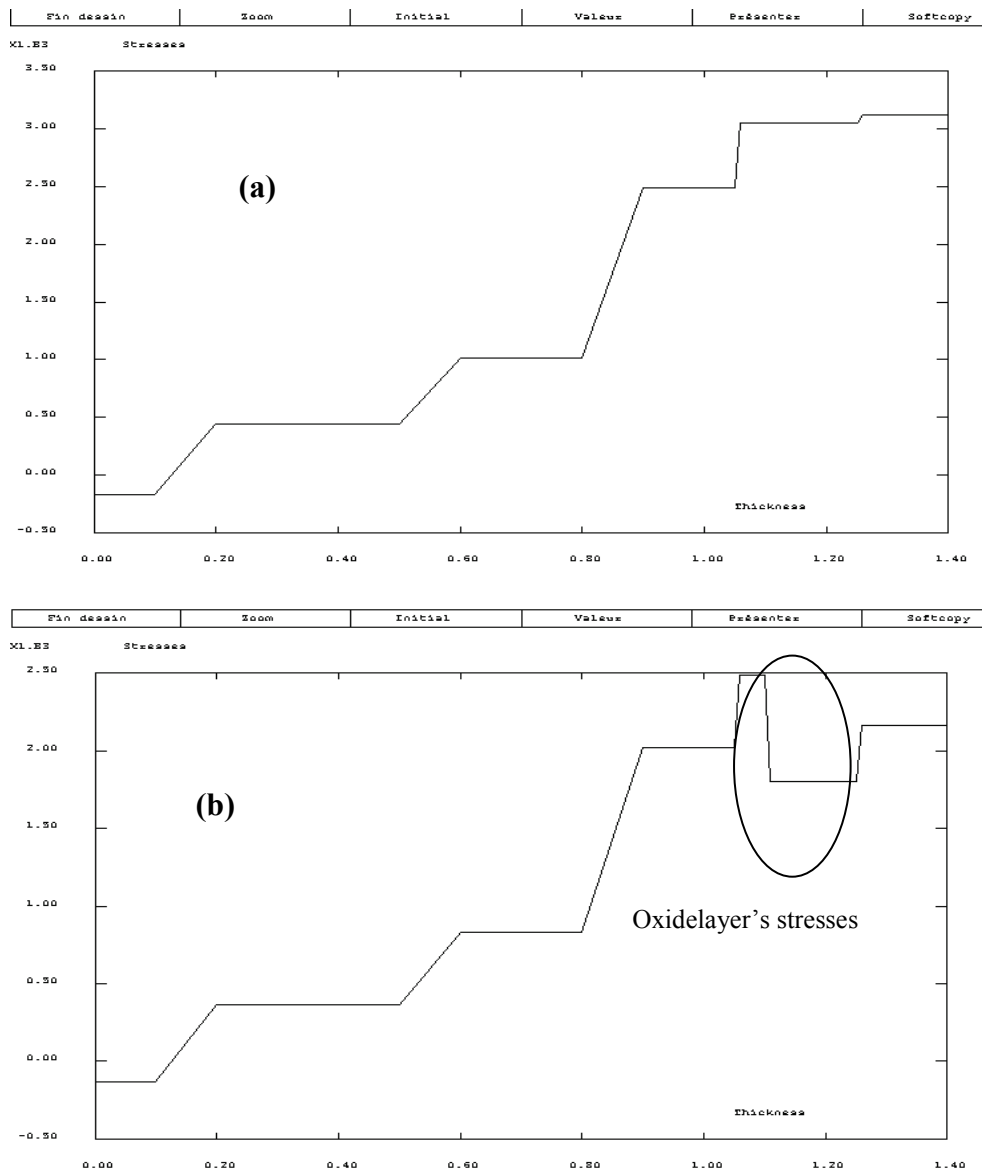 Fin dessin Zoom Initial Valeur Présenter Softcopy
X1.E3 Stresses
3.50
3.00
2.50
(a)
2.00
1.50
1.00
0.50
0.00
Thickness
-0.50
0.00 0.20 0.40 0.60 0.80 1.00 1.20 1.40
Fin dessin Zoom Initial Valeur Présenter Softcopy
X1.E3 Stresses
2.50
2.00
(b)
1.50
1.00
Oxidelayer’s stresses
0.50
0.00
Thickness
-0.50
0.00 0.20 0.40 0.60 0.80 1.00 1.20 1.40